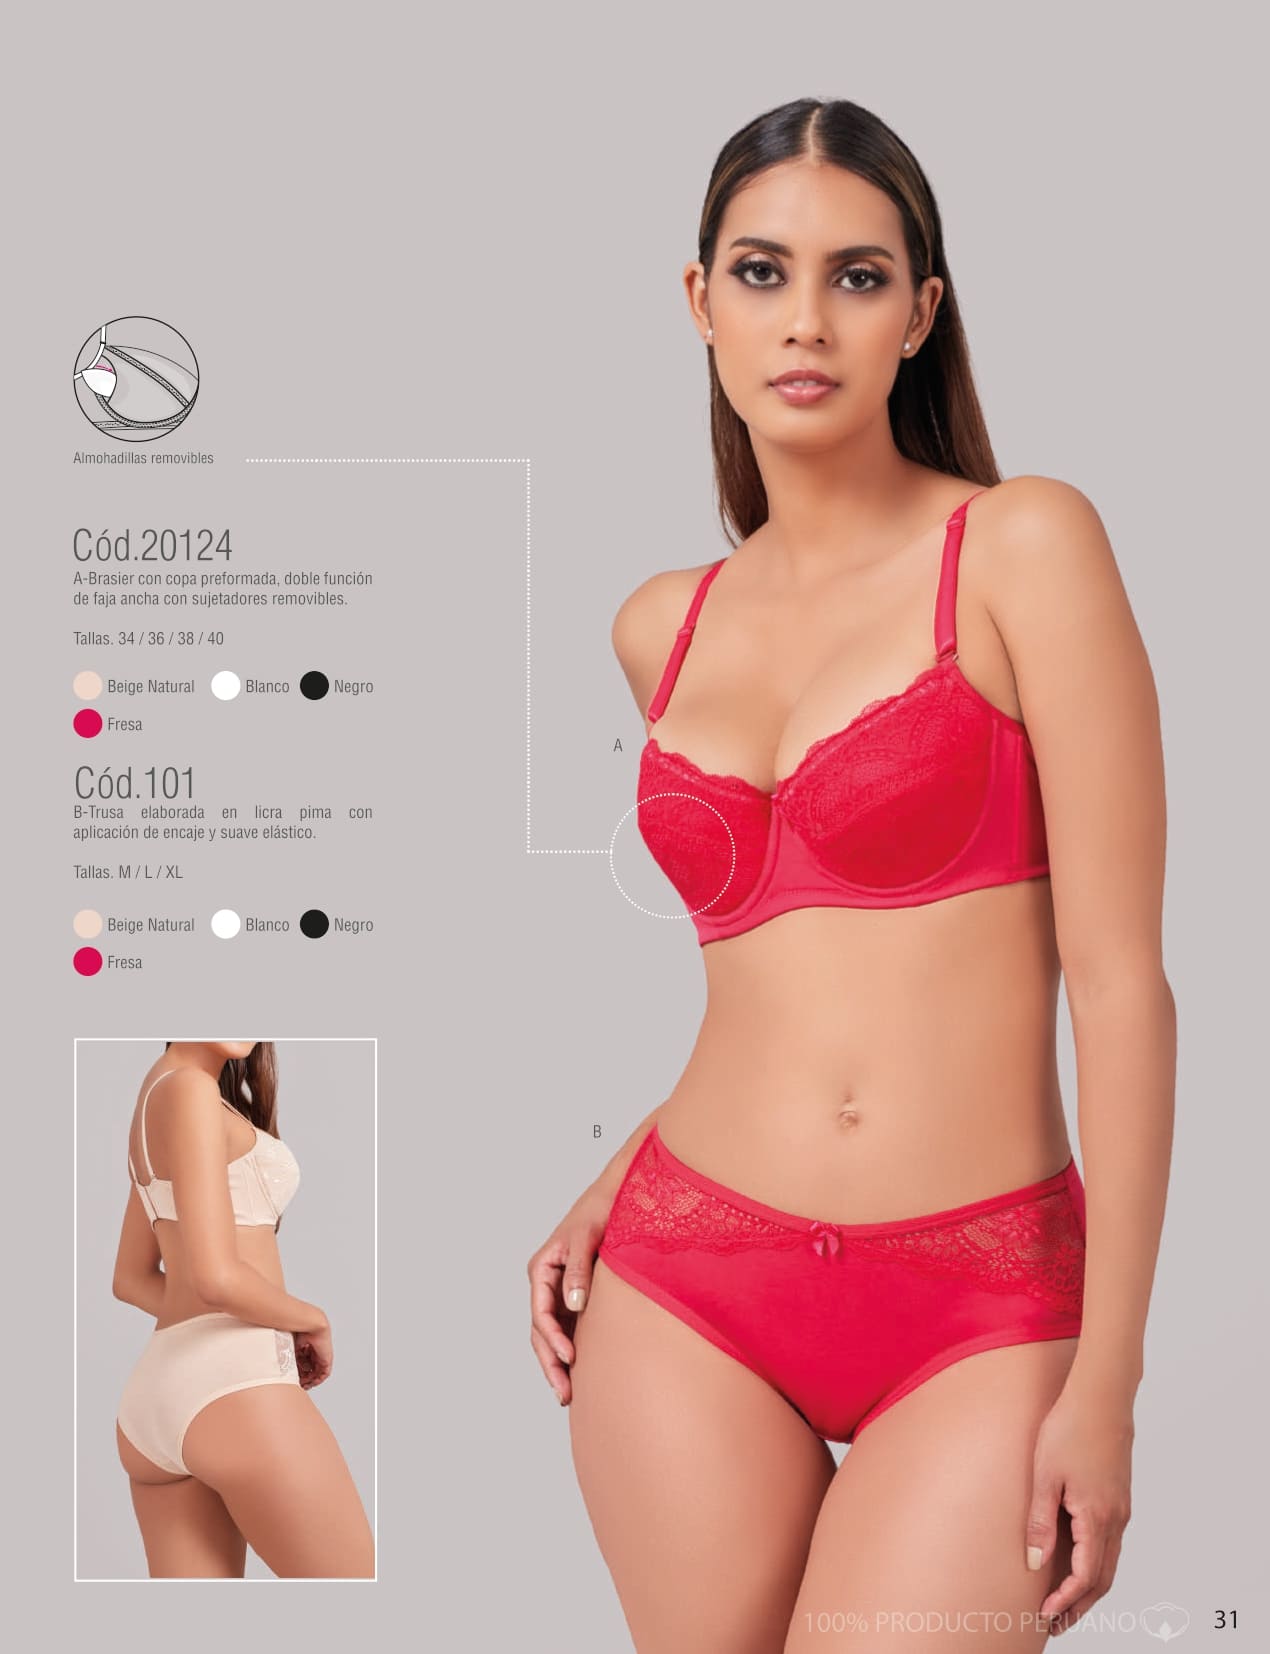 Almohadillas removibles
Cód.20124
A-Brasier con copa preformada, doble función
de faja ancha con sujetadores removibles.
Tallas. 34 / 36 / 38 / 40
Beige Natural Blanco Negro
Fresa
Cód.101
B-Trusa elaborada en licra pima con
aplicación de encaje y suave elástico.
Tallas. M / L / XL
Beige Natural Blanco Negro
Fresa
A
B
100% PRODUCTO PERUANO
31